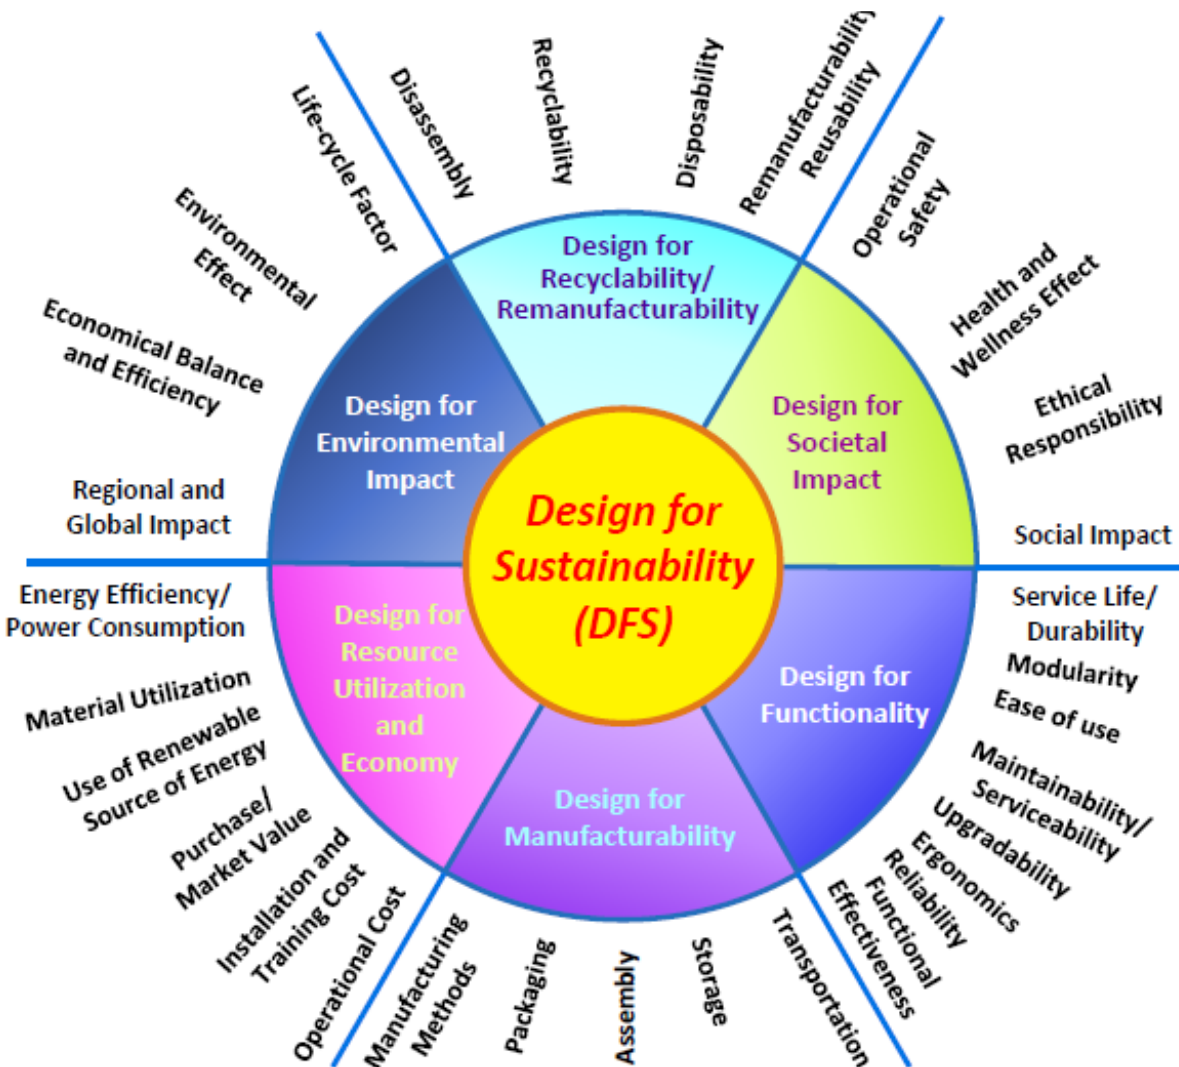 Design for
Sustainability
(DFS)
Design for
Recyclability/
Remanufacturability
Disassembly
Recyclability
Disposability
Remanufacturability
Reusability
Design for
Societal
Impact
Operational
Safety
Health and
Wellness Effect
Ethical
Responsibility
Social Impact
Design for
Functionality
Service Life/
Durability
Modularity
Ease of use
Maintainability/
Serviceability
Upgradability
Ergonomics
Reliability
Functional
Effectiveness
Design for
Manufacturability
Transportation
Storage
Assembly
Packaging
Manufacturing
Methods
Design for
Resource
Utilization
and
Economy
Operational Cost
Installation and
Training Cost
Purchase/
Market Value
Use of Renewable
Source of Energy
Material Utilization
Energy Efficiency/
Power Consumption
Design for
Environmental
Impact
Regional and
Global Impact
Economical Balance
and Efficiency
Environmental
Effect
Life-cycle Factor